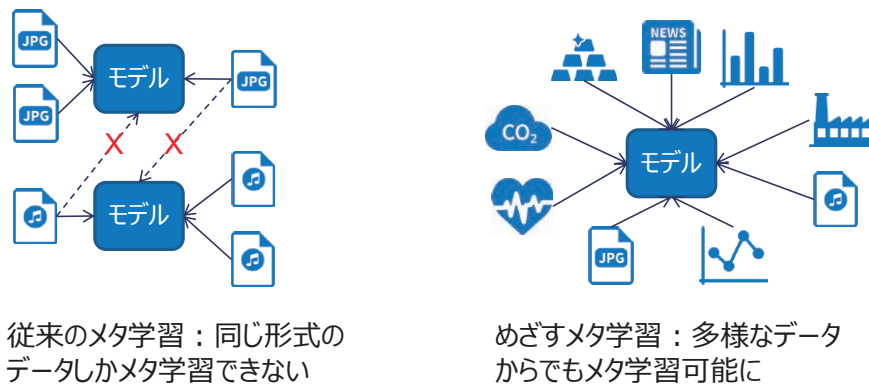 JPG
JPG
モデル
JPG
X
X
モデル
NEWS
CO₂
モデル
JPG
従来のメタ学習：同じ形式の
データしかメタ学習できない
めざすメタ学習：多様なデータ
からでもメタ学習可能に